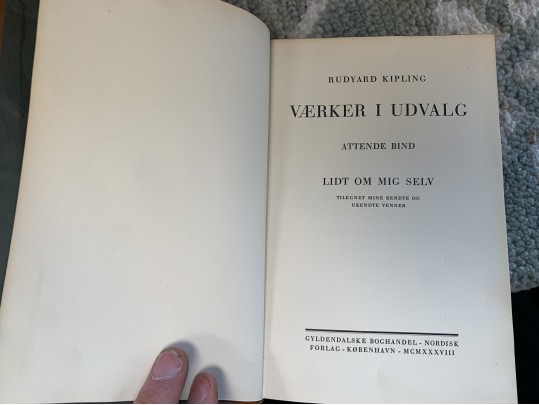 RUDYARD KIPLING
VÆRKER I UDVALG
ATTENDE BIND
LIDT OM MIG SELV
TILEGNET MINE KENDTE OG
UKENDTE VENNER
GYLDENDALSKE BOGHANDEL - NORDISK
FORLAG - KØBENHAVN - MCMXXXVIII